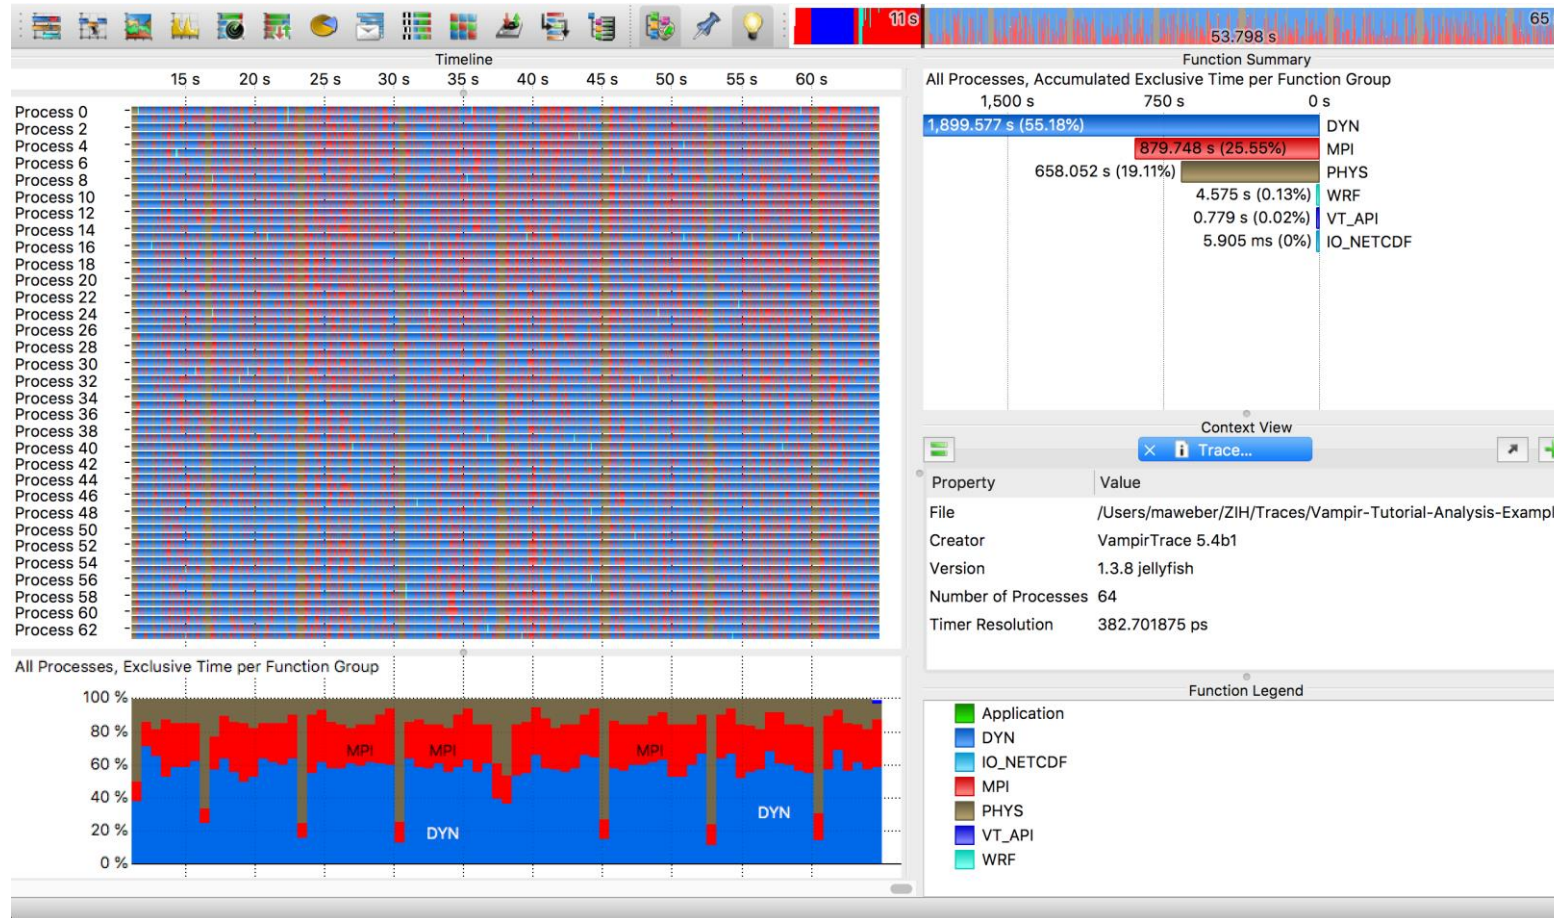 11 s
53.798 s
65
Timeline
15 s 20 s 25 s 30 s 35 s 40 s 45 s 50 s 55 s 60 s
Process 0
Process 2
Process 4
Process 6
Process 8
Process 10
Process 12
Process 14
Process 16
Process 18
Process 20
Process 22
Process 24
Process 26
Process 28
Process 30
Process 32
Process 34
Process 36
Process 38
Process 40
Process 42
Process 44
Process 46
Process 48
Process 50
Process 52
Process 54
Process 56
Process 58
Process 60
Process 62
All Processes, Exclusive Time per Function Group
100 %
80 %
60 %
40 %
20 %
0 %
MPI MPI MPI
DYN DYN
Function Summary
All Processes, Accumulated Exclusive Time per Function Group
1,500 s 750 s 0 s
1,899.577 s (55.18%) DYN
879.748 s (25.55%) MPI
658.052 s (19.11%) PHYS
4.575 s (0.13%) WRF
0.779 s (0.02%) VT_API
5.905 ms (0%) IO_NETCDF
Context View
Trace...
Property Value
File /Users/maweber/ZIH/Traces/Vampir-Tutorial-Analysis-Exampl
Creator VampirTrace 5.4b1
Version 1.3.8 jellyfish
Number of Processes 64
Timer Resolution 382.701875 ps
Function Legend
Application
DYN
IO_NETCDF
MPI
PHYS
VT_API
WRF